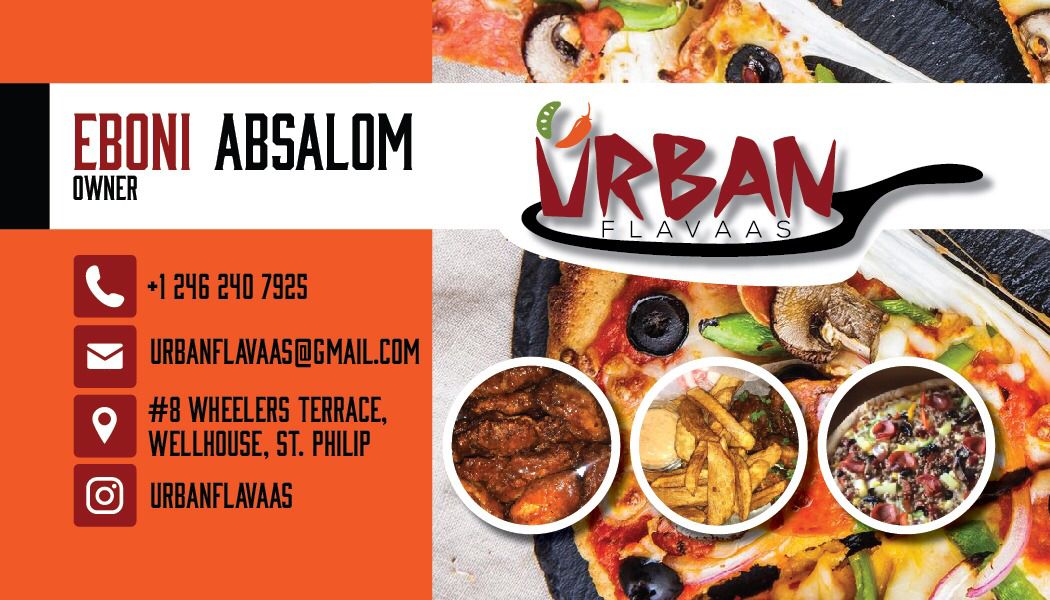 EBONI ABSALOM
OWNER
URBAN
FLAVAAS
+1 246 240 7925
URBANFLAVAAS@GMAIL.COM
#8 WHEELERS TERRACE,
WELLHOUSE, ST. PHILIP
URBANFLAVAAS